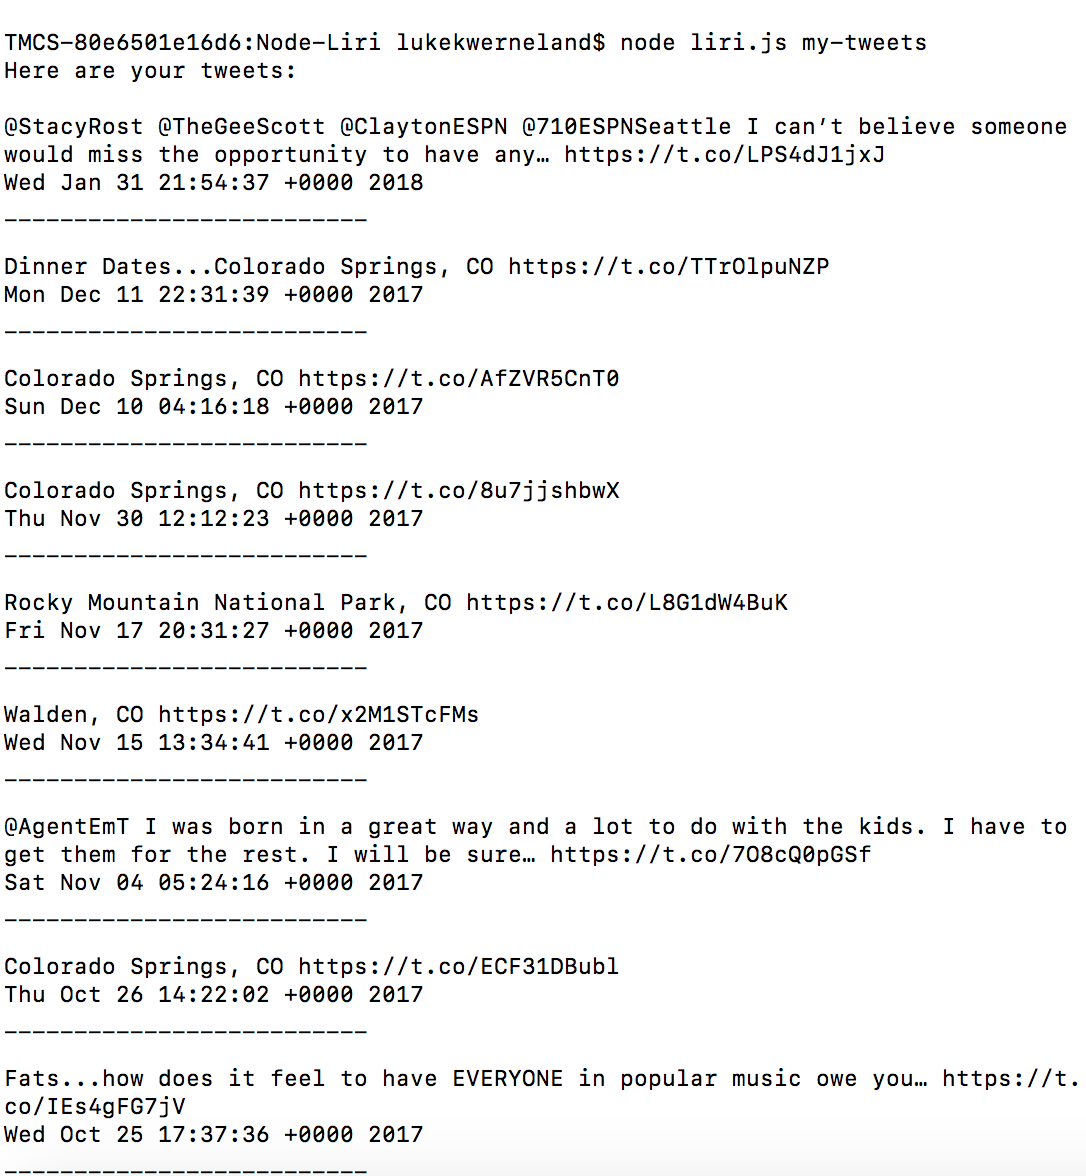 TMCS-80e6501e16d6:Node-Liri lukekwerneland$ node liri.js my-tweets
Here are your tweets:
@StacyRost @TheGeeScott @ClaytonESPN @710ESPNSeattle I can’t believe someone
would miss the opportunity to have any… https://t.co/LPS4dJ1jxJ
Wed Jan 31 21:54:37 +0000 2018
__________________________
Dinner Dates...Colorado Springs, CO https://t.co/TTrOlpuNZP
Mon Dec 11 22:31:39 +0000 2017
__________________________
Colorado Springs, CO https://t.co/AfZVR5CnT0
Sun Dec 10 04:16:18 +0000 2017
__________________________
Colorado Springs, CO https://t.co/8u7jjshbwX
Thu Nov 30 12:12:23 +0000 2017
__________________________
Rocky Mountain National Park, CO https://t.co/L8G1dW4BuK
Fri Nov 17 20:31:27 +0000 2017
__________________________
Walden, CO https://t.co/x2M1STcFMs
Wed Nov 15 13:34:41 +0000 2017
__________________________
@AgentEmT I was born in a great way and a lot to do with the kids. I have to
get them for the rest. I will be sure… https://t.co/7O8cQ0pGSf
Sat Nov 04 05:24:16 +0000 2017
__________________________
Colorado Springs, CO https://t.co/ECF31DBubl
Thu Oct 26 14:22:02 +0000 2017
__________________________
Fats...how does it feel to have EVERYONE in popular music owe you… https://t.
co/IEs4gFG7jV
Wed Oct 25 17:37:36 +0000 2017
__________________________